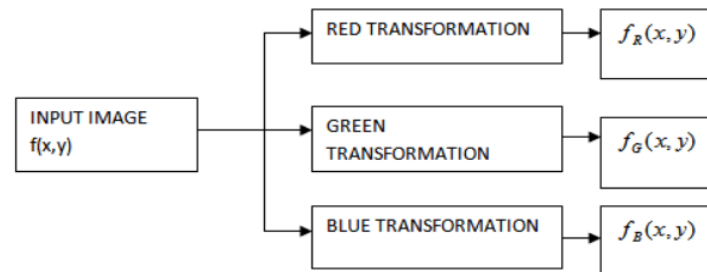 RED TRANSFORMATION
f_R(x, y)
INPUT IMAGE
f(x,y)
GREEN
TRANSFORMATION
f_G(x, y)
BLUE TRANSFORMATION
f_B(x, y)